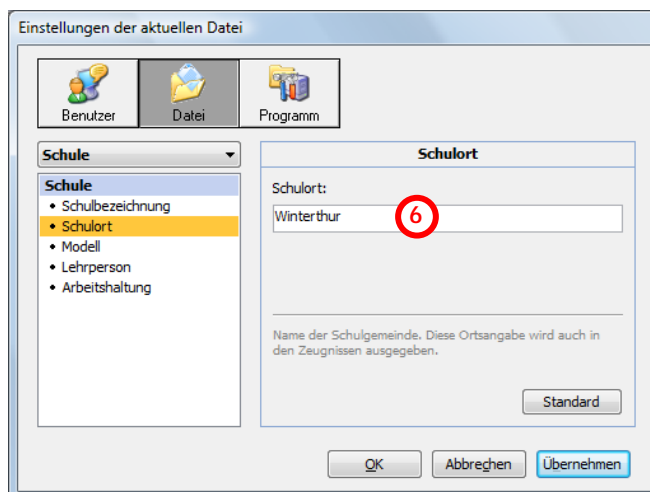 Einstellungen der aktuellen Datei
Benutzer
Datei
Programm
Schule
Schule
• Schulbezeichnung
• Schulort
• Modell
• Lehrperson
• Arbeitshaltung
Schulort
Schulort:
Winterthur
6
Name der Schulgemeinde. Diese Ortsangabe wird auch in
den Zeugnissen ausgegeben.
Standard
OK
Abbrechen
Übernehmen